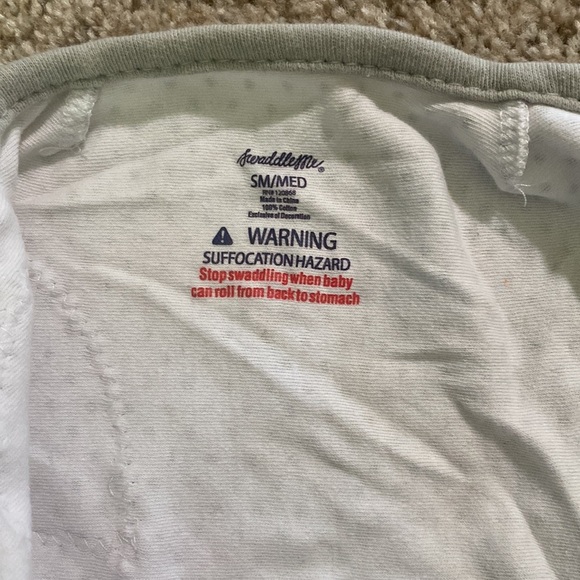 SwaddleMe®
SM/MED
Made in China
100% Cotton
Exclusive of Decoration
⚠ WARNING
SUFFOCATION HAZARD
Stop swaddling when baby
can roll from back to stomach